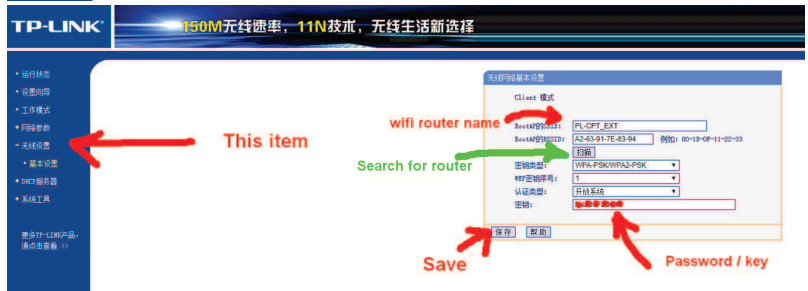 TP-LINK
150M无线速率，11N技术，无线生活新选择
• 运行状态
• 设置向导
• 工作模式
• 网络参数
• 无线设置
• 基本设置
• DHCP服务器
• 系统工具
更多TP-LINK产品，
请点击查看 >>
This item
wifi router name
Search for router
Save
Password / key
无线网络基本设置
Client 模式
RootAP的SSID: PL-CPT_EXT
RootAP的BSSID: A2-63-91-7E-83-94 例如: 00-1D-0F-11-22-33
扫描
密钥类型: WPA-PSK/WPA2-PSK
WEP密钥序号: 1
认证类型: 开放系统
密钥:
保存 帮助